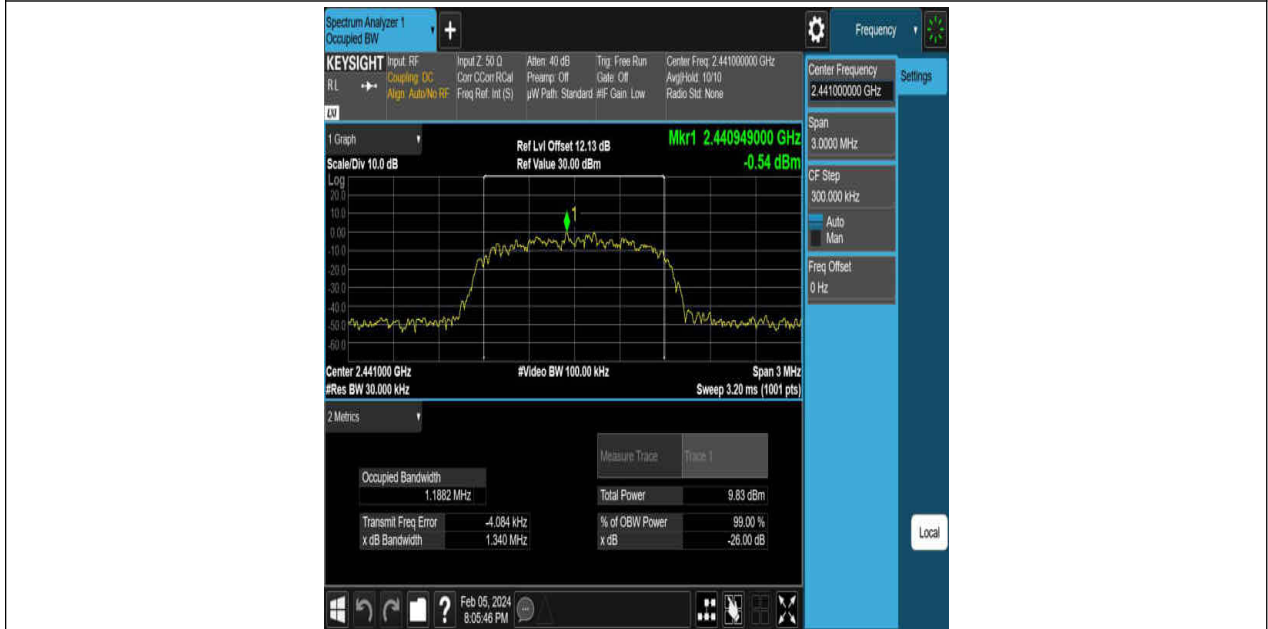 Spectrum Analyzer 1
Occupied BW
Frequency
KEYSIGHT
RL
LXI
Input: RF
Coupling: DC
Align: Auto/No RF
Input Z: 50 Ω
Corr CCorr RCal
Freq Ref: Int (S)
Atten: 40 dB
Preamp: Off
µW Path: Standard
Trig: Free Run
Gate: Off
#IF Gain: Low
Center Freq: 2.441000000 GHz
Avg|Hold: 10/10
Radio Std: None
Center Frequency
2.441000000 GHz
Settings
Span
3.0000 MHz
CF Step
300.000 kHz
Auto
Man
Freq Offset
0 Hz
Local
1 Graph
Scale/Div 10.0 dB
Ref Lvl Offset 12.13 dB
Ref Value 30.00 dBm
Mkr1 2.440949000 GHz
-0.54 dBm
Log
20.0
10.0
0.00
-10.0
-20.0
-30.0
-40.0
-50.0
-60.0
1
Center 2.441000 GHz
#Video BW 100.00 kHz
Span 3 MHz
#Res BW 30.000 kHz
Sweep 3.20 ms (1001 pts)
2 Metrics
Measure Trace Trace 1
Occupied Bandwidth
1.1882 MHz
Total Power 9.83 dBm
Transmit Freq Error -4.084 kHz
% of OBW Power 99.00 %
x dB Bandwidth 1.340 MHz
x dB -26.00 dB
?
Feb 05, 2024
8:05:46 PM